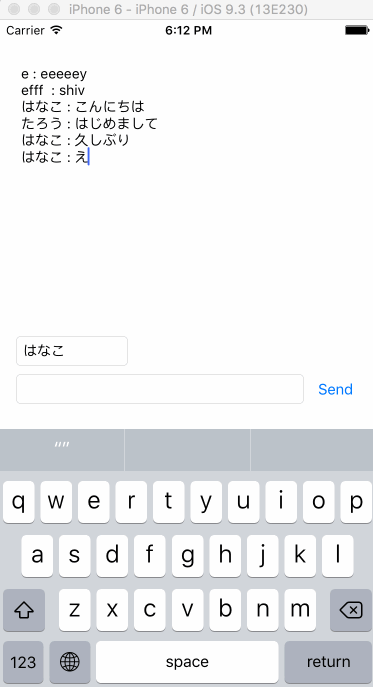 iPhone 6 - iPhone 6 / iOS 9.3 (13E230)
Carrier 6:12 PM
e : eeeeey
efff : shiv
はなこ : こんにちは
たろう : はじめまして
はなこ : 久しぶり
はなこ : え
はなこ
Send
“”
q w e r t y u i o p
a s d f g h j k l
z x c v b n m
123 space return